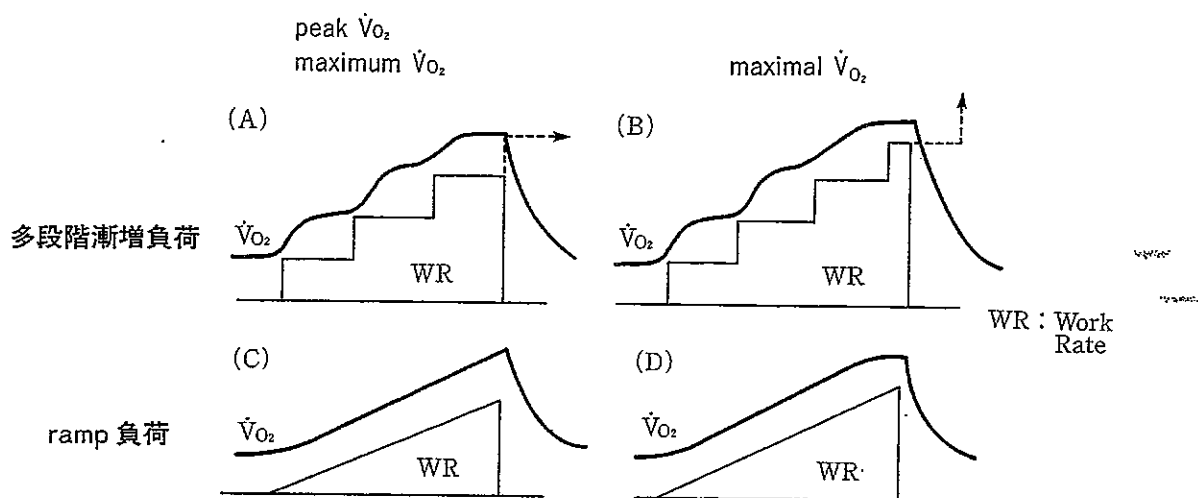 peak V̇o₂
maximum V̇o₂
maximal V̇o₂
(A)
(B)
多段階漸増負荷
V̇o₂
WR
V̇o₂
WR
WR：Work
Rate
(C)
(D)
ramp 負荷
V̇o₂
WR
V̇o₂
WR